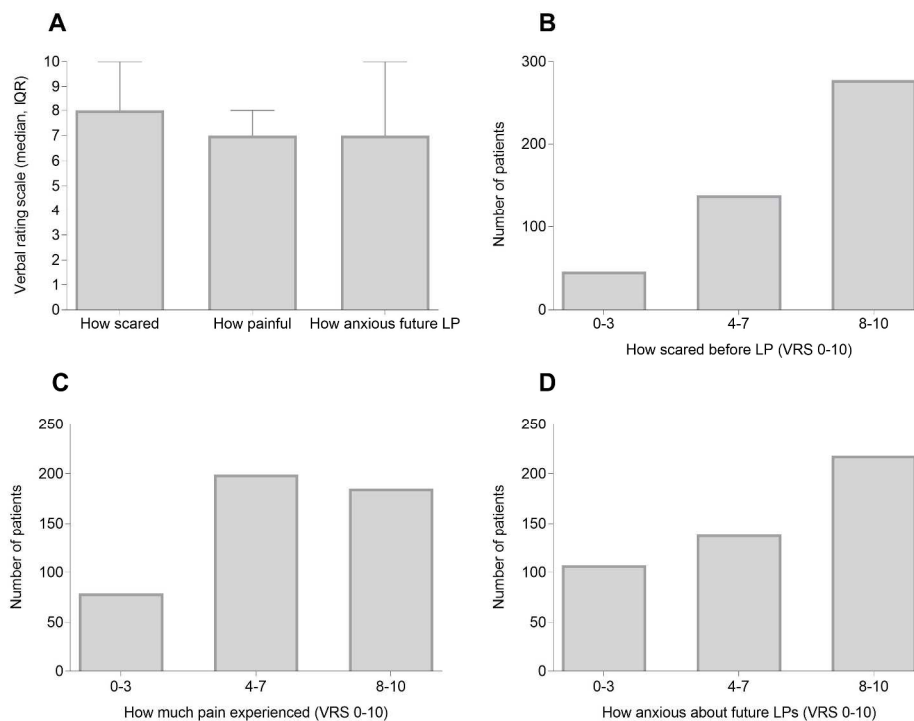 A
Verbal rating scale (median, IQR)
10
9
8
7
6
5
4
3
2
1
0
How scared
How painful
How anxious future LP
B
Number of patients
300
200
100
0
0-3
4-7
8-10
How scared before LP (VRS 0-10)
C
Number of patients
250
200
150
100
50
0
0-3
4-7
8-10
How much pain experienced (VRS 0-10)
D
Number of patients
250
200
150
100
50
0
0-3
4-7
8-10
How anxious about future LPs (VRS 0-10)